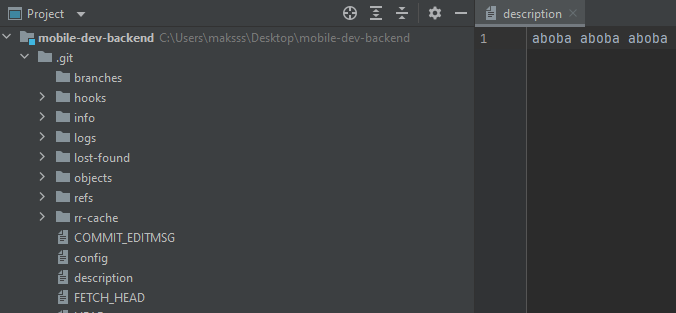 Project
description
mobile-dev-backend C:\Users\maksss\Desktop\mobile-dev-backend
1 aboba aboba aboba
.git
branches
hooks
info
logs
lost-found
objects
refs
rr-cache
COMMIT_EDITMSG
config
description
FETCH_HEAD